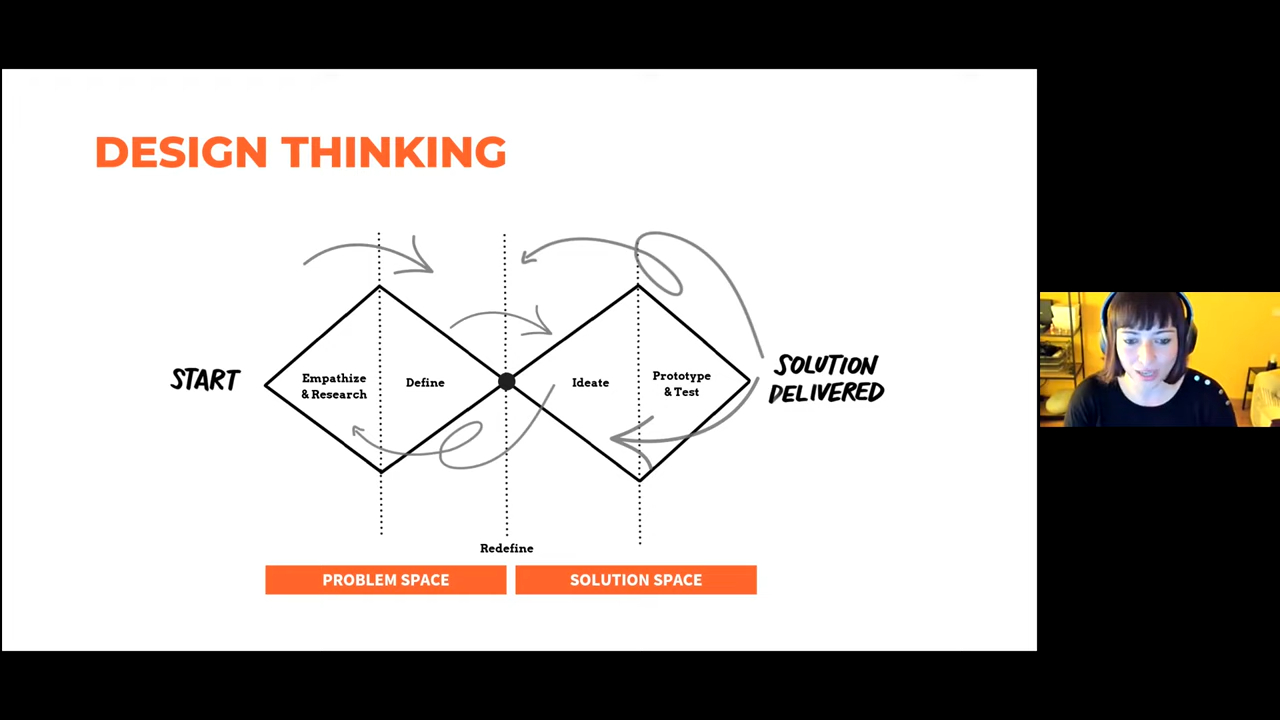 DESIGN THINKING
START
Empathize
& Research
Define
Ideate
Prototype
& Test
SOLUTION
DELIVERED
Redefine
PROBLEM SPACE
SOLUTION SPACE